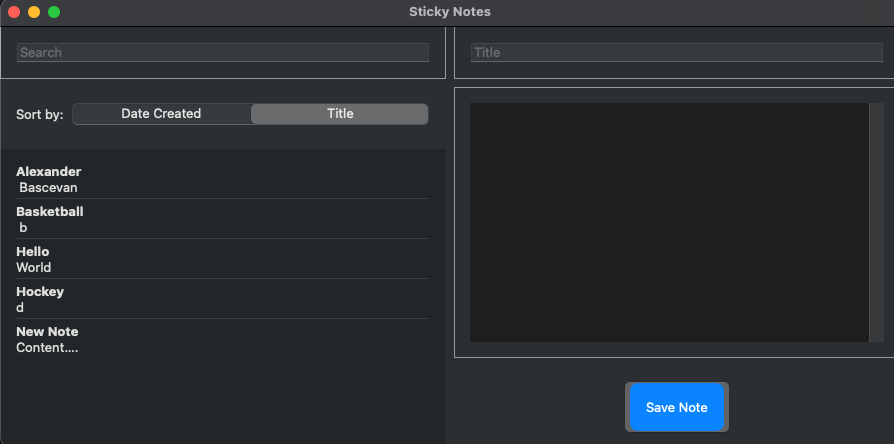 Sticky Notes
Search
Title
Sort by: Date Created Title
Alexander
Bascevan
Basketball
b
Hello
World
Hockey
d
New Note
Content....
Save Note